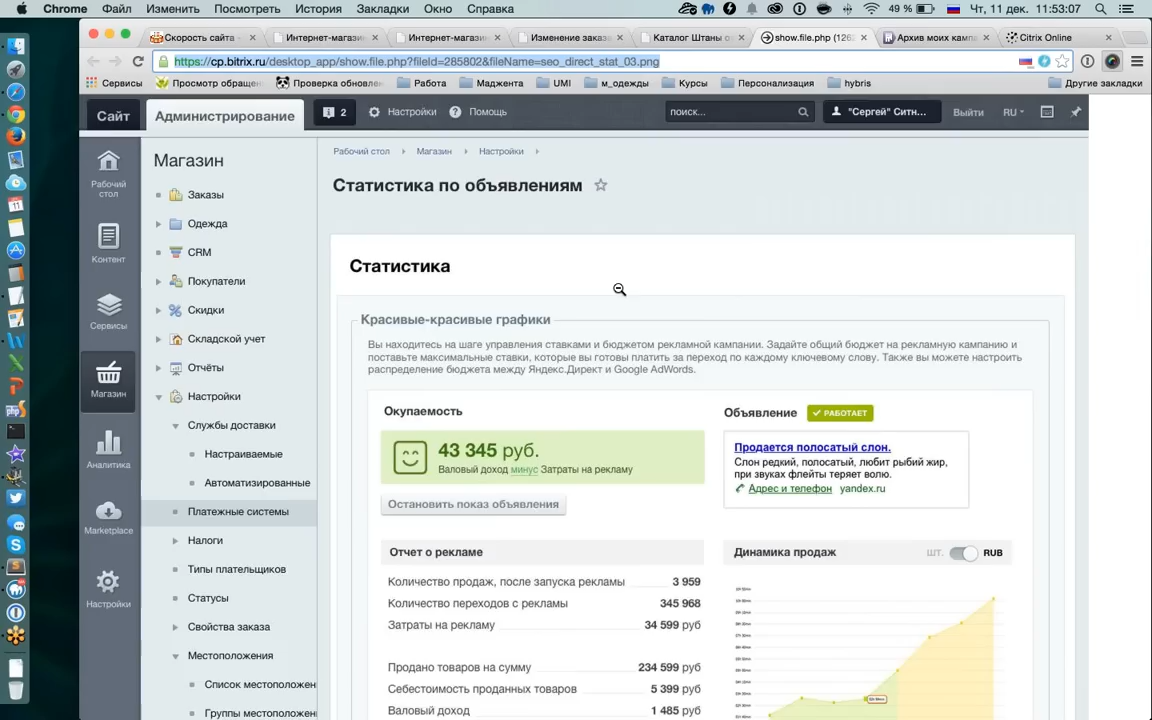 Chrome Файл Изменить Посмотреть История Закладки Окно Справка 49 % Чт, 11 дек. 11:53:07
Скорость сайта - Интернет-магазин Интернет-магазин Изменение заказа Каталог Штаны show.file.php (126 Архив моих камп Citrix Online
https://cp.bitrix.ru/desktop_app/show.file.php?fileId=285802&fileName=seo_direct_stat_03.png
Сервисы Просмотр обращен Проверка обновлен Работа Маджента UMI м_одежды Курсы Персонализация hybris Другие закладки
Сайт Администрирование 2 Настройки Помощь поиск... "Сергей" Ситн... Выйти RU
Рабочий стол
Контент
Сервисы
Магазин
Аналитика
Marketplace
Настройки
Магазин
Заказы
Одежда
CRM
Покупатели
Скидки
Складской учет
Отчёты
Настройки
Службы доставки
Настраиваемые
Автоматизированные
Платежные системы
Налоги
Типы плательщиков
Статусы
Свойства заказа
Местоположения
Список местоположен
Группы местоположен
Рабочий стол Магазин Настройки
Статистика по объявлениям
Статистика
Красивые-красивые графики
Вы находитесь на шаге управления ставками и бюджетом рекламной кампании. Задайте общий бюджет на рекламную кампанию и
поставьте максимальные ставки, которые вы готовы платить за переход по каждому ключевому слову. Также вы можете настроить
распределение бюджета между Яндекс.Директ и Google AdWords.
Окупаемость
43 345 руб.
Валовый доход минус Затраты на рекламу
Остановить показ объявления
Объявление РАБОТАЕТ
Продается полосатый слон.
Слон редкий, полосатый, любит рыбий жир,
при звуках флейты теряет волю.
Адрес и телефон yandex.ru
Отчет о рекламе
Количество продаж, после запуска рекламы 3 959
Количество переходов с рекламы 345 968
Затраты на рекламу 34 599 руб
Продано товаров на сумму 234 599 руб
Себестоимость проданных товаров 5 399 руб
Валовый доход 1 485 руб
Динамика продаж ШТ. RUB